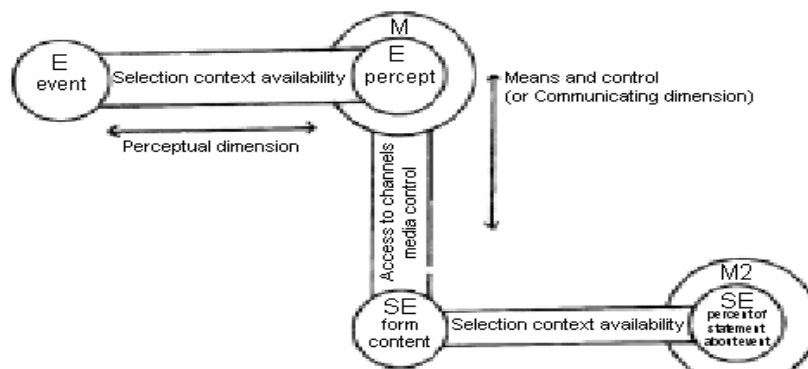 M
E
event
Selection context availability
E
percept
Means and control
(or Communicating dimension)
Perceptual dimension
Access to channels
media control
M2
SE
form
content
Selection context availability
SE
percent of
statement
about event